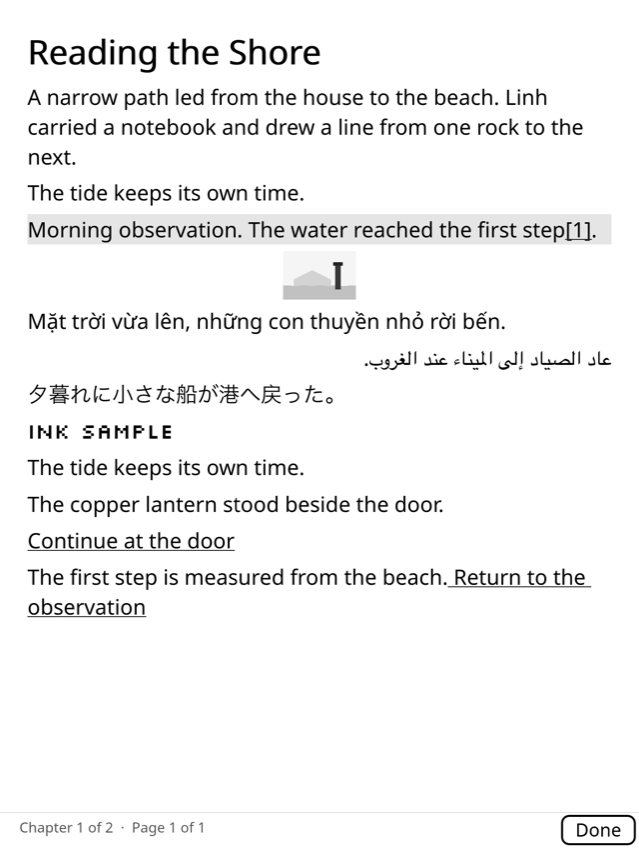 Reading the Shore
A narrow path led from the house to the beach. Linh
carried a notebook and drew a line from one rock to the
next.
The tide keeps its own time.
Morning observation. The water reached the first step[1].
Mặt trời vừa lên, những con thuyền nhỏ rời bến.
عاد الصياد إلى الميناء عند الغروب.
夕暮れに小さな船が港へ戻った。
INK SAMPLE
The tide keeps its own time.
The copper lantern stood beside the door.
Continue at the door
The first step is measured from the beach. Return to the
observation
Chapter 1 of 2 · Page 1 of 1
Done